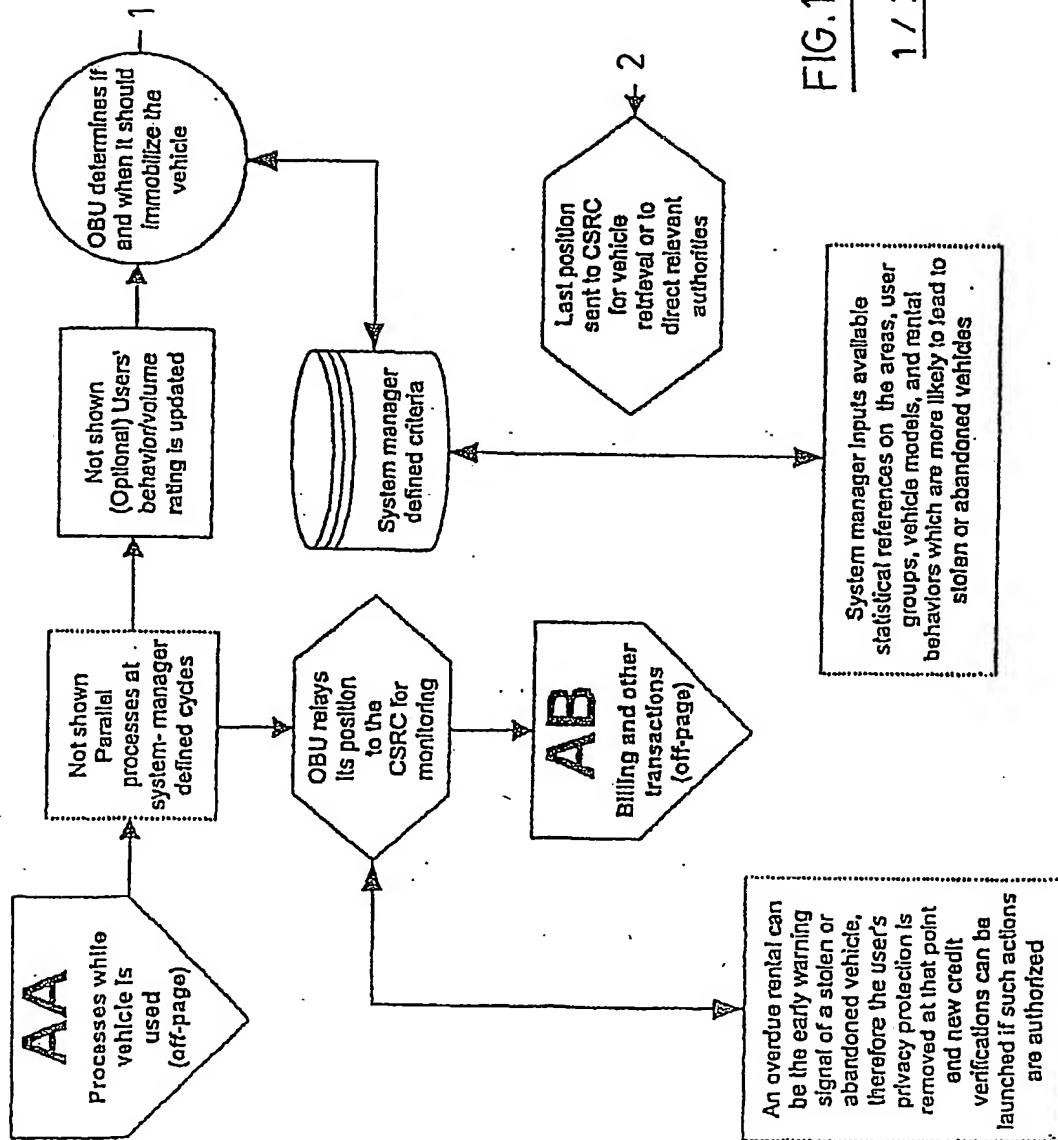 AA
Processes while
vehicle is
used
(off-page)
Not shown
Parallel
processes at
system-manager
defined cycles
Not shown
(Optional) Users'
behavior/volume
rating is updated
OBU determines if
and when it should
immobilize the
vehicle
1
OBU relays
its position
to the
CSRC for
monitoring
System manager
defined criteria
Last position
sent to CSRC
for vehicle
retrieval or to
direct relevant
authorities
2
AB
Billing and other
transactions
(off-page)
An overdue rental can
be the early warning
signal of a stolen or
abandoned vehicle,
therefore the user's
privacy protection is
removed at that point
and new credit
verifications can be
launched if such actions
are authorized
System manager inputs available
statistical references on the areas, user
groups, vehicle models, and rental
behaviors which are more likely to lead to
stolen or abandoned vehicles
FIG.1
1 /